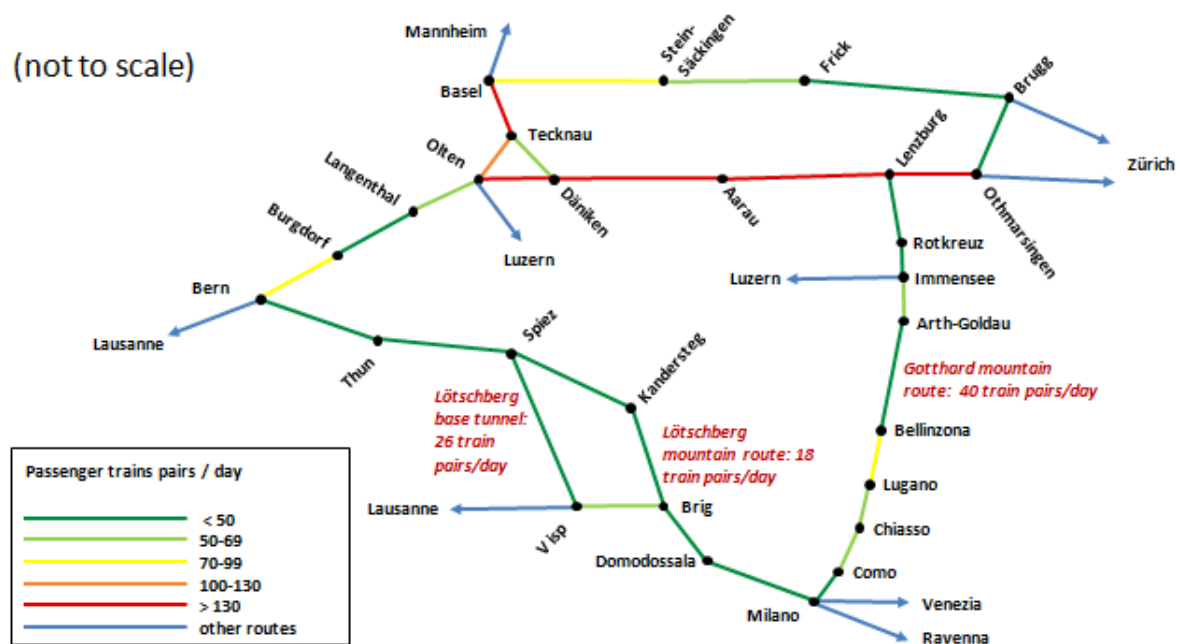 (not to scale)
Mannheim
Basel
Stein-
Säckingen
Frick
Brugg
Zürich
Tecknau
Olten
Langenthal
Burgdorf
Däniken
Aarau
Lenzburg
Othmarsingen
Luzern
Bern
Lausanne
Rotkreuz
Luzern
Immensee
Arth-Goldau
Thun
Spiez
Kandersteg
Gotthard mountain
route: 40 train pairs/day
Lötschberg
base tunnel:
26 train
pairs/day
Lötschberg
mountain route: 18
train pairs/day
Bellinzona
Lugano
Lausanne
Visp
Brig
Chiasso
Domodossala
Como
Milano
Venezia
Ravenna
Passenger trains pairs / day
< 50
50-69
70-99
100-130
> 130
other routes